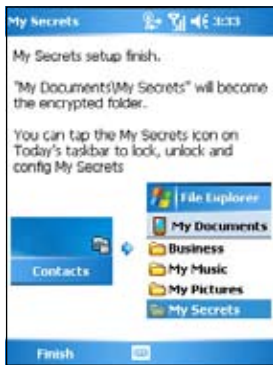 My Secrets 3:33
My Secrets setup finish.
"My Documents\My Secrets" will become
the encrypted folder.
You can tap the My Secrets icon on
Today's taskbar to lock, unlock and
config My Secrets
File Explorer
My Documents
Business
My Music
My Pictures
My Secrets
Contacts
Finish